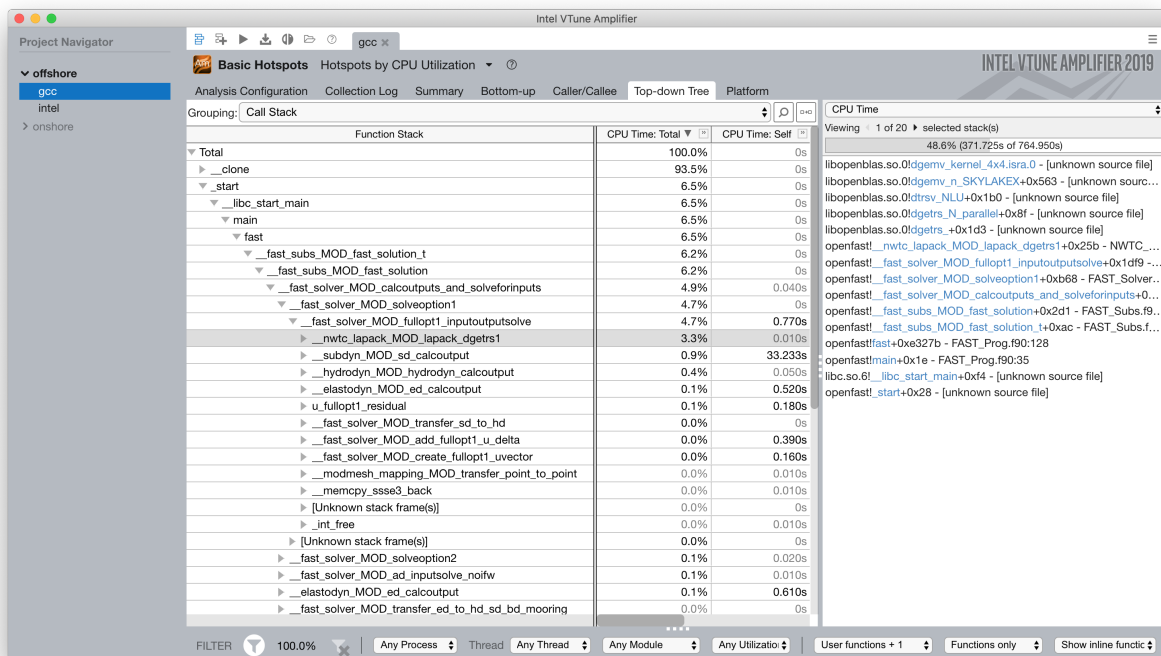 Intel VTune Amplifier
Project Navigator
gcc
offshore
gcc
intel
onshore
Basic Hotspots Hotspots by CPU Utilization
INTEL VTUNE AMPLIFIER 2019
Analysis Configuration Collection Log Summary Bottom-up Caller/Callee Top-down Tree Platform
Grouping: Call Stack
Function Stack CPU Time: Total CPU Time: Self
Total 100.0% 0s
__clone 93.5% 0s
_start 6.5% 0s
__libc_start_main 6.5% 0s
main 6.5% 0s
fast 6.5% 0s
__fast_subs_MOD_fast_solution_t 6.2% 0s
__fast_subs_MOD_fast_solution 6.2% 0s
__fast_solver_MOD_calcoutputs_and_solveforinputs 4.9% 0.040s
__fast_solver_MOD_solveoption1 4.7% 0s
__fast_solver_MOD_fullopt1_inputoutputsolve 4.7% 0.770s
__nwtc_lapack_MOD_lapack_dgetrs1 3.3% 0.010s
__subdyn_MOD_sd_calcoutput 0.9% 33.233s
__hydrodyn_MOD_hydrodyn_calcoutput 0.4% 0.050s
__elastodyn_MOD_ed_calcoutput 0.1% 0.520s
u_fullopt1_residual 0.1% 0.180s
__fast_solver_MOD_transfer_sd_to_hd 0.0% 0s
__fast_solver_MOD_add_fullopt1_u_delta 0.0% 0.390s
__fast_solver_MOD_create_fullopt1_uvector 0.0% 0.160s
__modmesh_mapping_MOD_transfer_point_to_point 0.0% 0.010s
__memcpy_ssse3_back 0.0% 0.010s
[Unknown stack frame(s)] 0.0% 0s
_int_free 0.0% 0.010s
[Unknown stack frame(s)] 0.0% 0s
__fast_solver_MOD_solveoption2 0.1% 0.020s
__fast_solver_MOD_ad_inputsolve_noifw 0.1% 0.010s
__elastodyn_MOD_ed_calcoutput 0.1% 0.610s
__fast_solver_MOD_transfer_ed_to_hd_sd_bd_mooring 0.0% 0s
CPU Time
Viewing 1 of 20 selected stack(s)
48.6% (371.725s of 764.950s)
libopenblas.so.0!dgemv_kernel_4x4.isra.0 - [unknown source file]
libopenblas.so.0!dgemv_n_SKYLAKEX+0x563 - [unknown sourc...
libopenblas.so.0!dtrsv_NLU+0x1b0 - [unknown source file]
libopenblas.so.0!dgetrs_N_parallel+0x8f - [unknown source file]
libopenblas.so.0!dgetrs_+0x1d3 - [unknown source file]
openfast!__nwtc_lapack_MOD_lapack_dgetrs1+0x25b - NWTC_...
openfast!__fast_solver_MOD_fullopt1_inputoutputsolve+0x1df9 -...
openfast!__fast_solver_MOD_solveoption1+0xb68 - FAST_Solver...
openfast!__fast_solver_MOD_calcoutputs_and_solveforinputs+0...
openfast!__fast_subs_MOD_fast_solution+0x2d1 - FAST_Subs.f9...
openfast!__fast_subs_MOD_fast_solution_t+0xac - FAST_Subs.f...
openfast!fast+0xe327b - FAST_Prog.f90:128
openfast!main+0x1e - FAST_Prog.f90:35
libc.so.6!__libc_start_main+0xf4 - [unknown source file]
openfast!_start+0x28 - [unknown source file]
FILTER 100.0% Any Process Thread Any Thread Any Module Any Utilizatio User functions + 1 Functions only Show inline functic